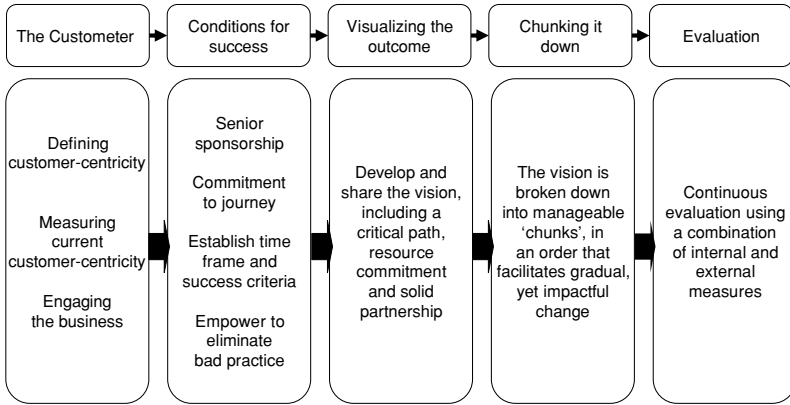 The Custometer
Conditions for
success
Visualizing the
outcome
Chunking it
down
Evaluation
Defining
customer-centricity
Measuring
current
customer-centricity
Engaging
the business
Senior
sponsorship
Commitment
to journey
Establish time
frame and
success criteria
Empower to
eliminate
bad practice
Develop and
share the vision,
including a
critical path,
resource
commitment
and solid
partnership
The vision is
broken down
into manageable
‘chunks’, in
an order that
facilitates gradual,
yet impactful
change
Continuous
evaluation using
a combination
of internal and
external
measures